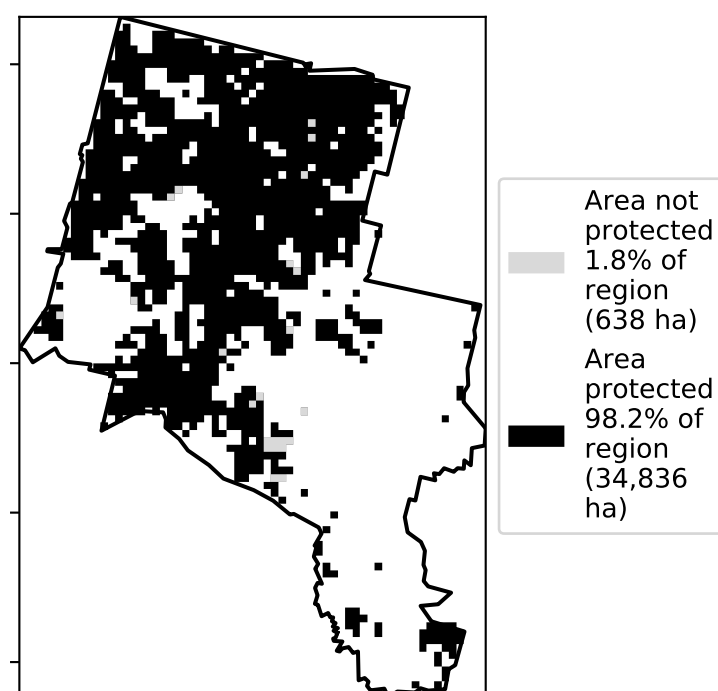 Area not
protected
1.8% of
region
(638 ha)
Area
protected
98.2% of
region
(34,836
ha)